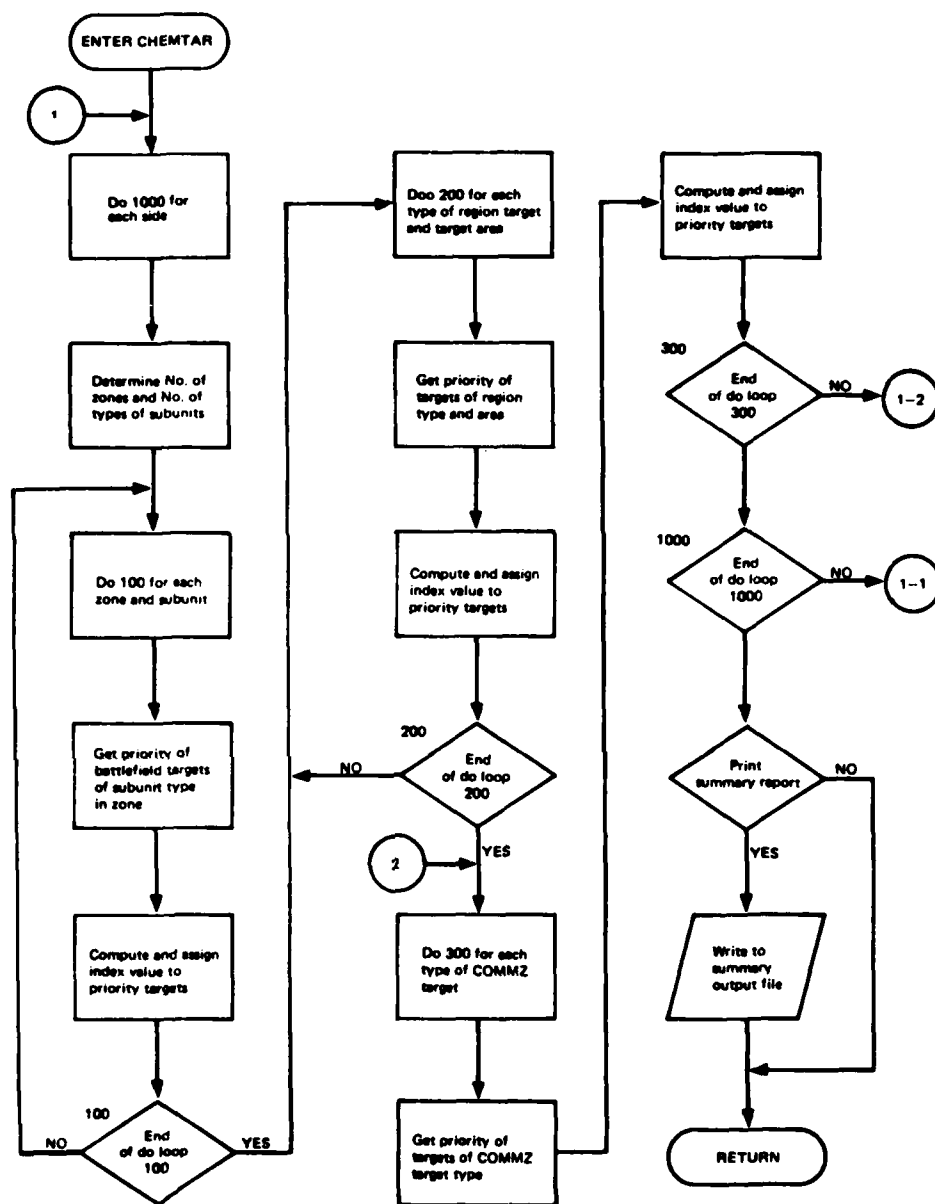 ENTER CHEMTAR
1
Do 1000 for
each side
Determine No. of
zones and No. of
types of subunits
Do 100 for each
zone and subunit
Get priority of
battlefield targets
of subunit type
in zone
Compute and assign
index value to
priority targets
100
End
of do loop
100
NO
YES
Doo 200 for each
type of region target
and target area
Get priority of
targets of region
type and area
Compute and assign
index value to
priority targets
200
End
of do loop
200
NO
YES
2
Do 300 for each
type of COMMZ
target
Get priority of
targets of COMMZ
target type
Compute and assign
index value to
priority targets
300
End
of do loop
300
NO
1-2
1000
End
of do loop
1000
NO
1-1
Print
summary report
NO
YES
Write to
summary
output file
RETURN